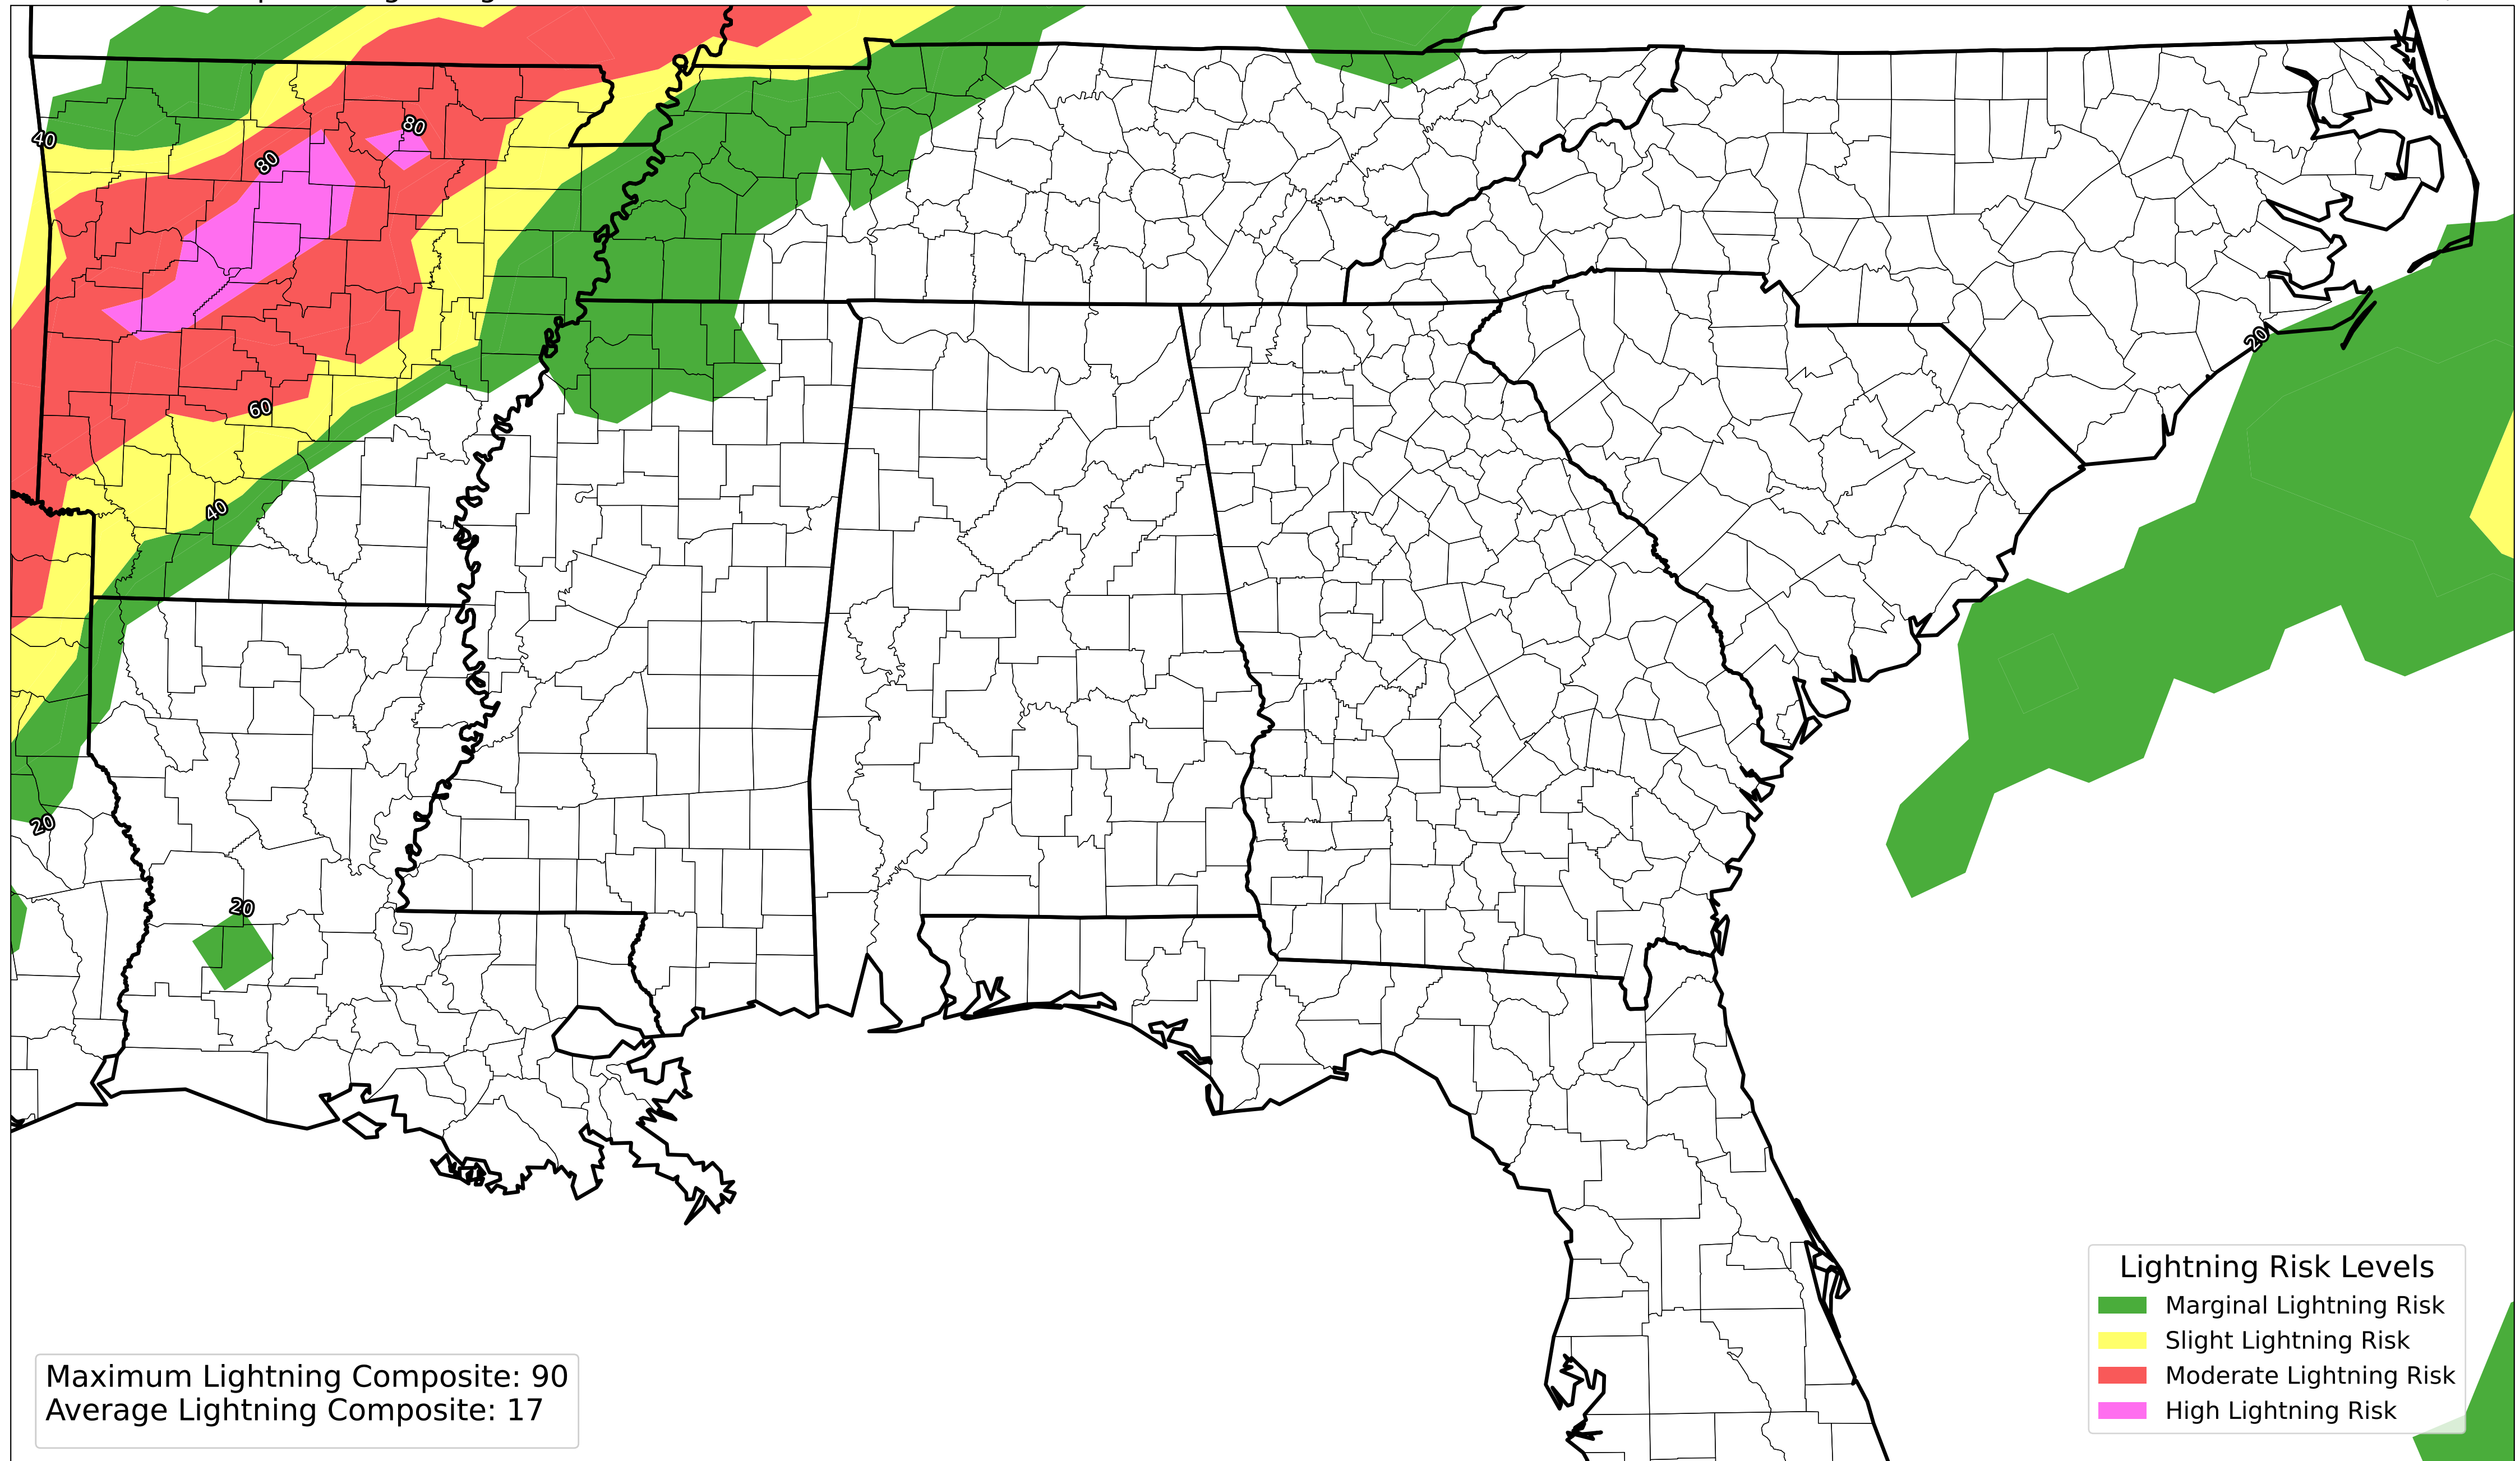 40
80
80
60
40
20
20
20
Lightning Risk Levels
Marginal Lightning Risk
Slight Lightning Risk
Moderate Lightning Risk
High Lightning Risk
Maximum Lightning Composite: 90
Average Lightning Composite: 17